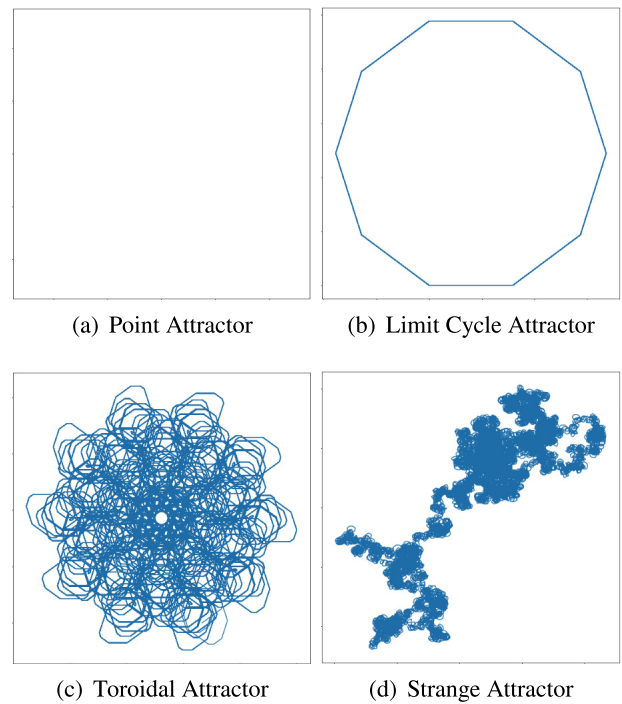 (a) Point Attractor
(b) Limit Cycle Attractor
(c) Toroidal Attractor
(d) Strange Attractor